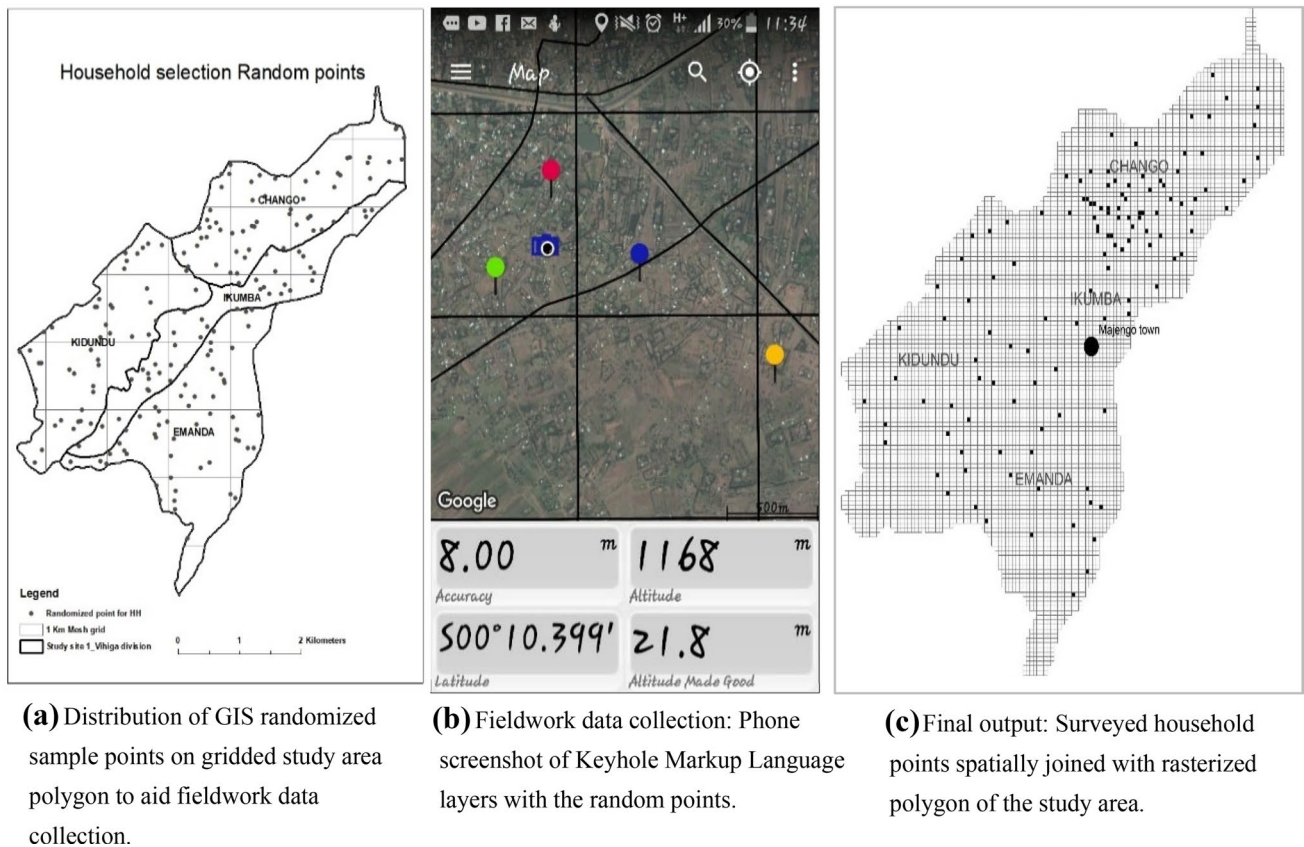 Household selection Random points
CHANGO
IKUMBA
KIDUNDU
EMANDA
Legend
Randomized point for HH
1 Km Mesh grid
Study site 1_Vihiga division
0 1 2 Kilometers
H+ 30% 11:34
Map
Google
500m
8.00 m
Accuracy
1168 m
Altitude
S00°10.399'
Latitude
21.8 m
Altitude Made Good
CHANGO
KUMBA
Majengo town
KIDUNDU
EMANDA
(a) Distribution of GIS randomized
sample points on gridded study area
polygon to aid fieldwork data
collection.
(b) Fieldwork data collection: Phone
screenshot of Keyhole Markup Language
layers with the random points.
(c) Final output: Surveyed household
points spatially joined with rasterized
polygon of the study area.